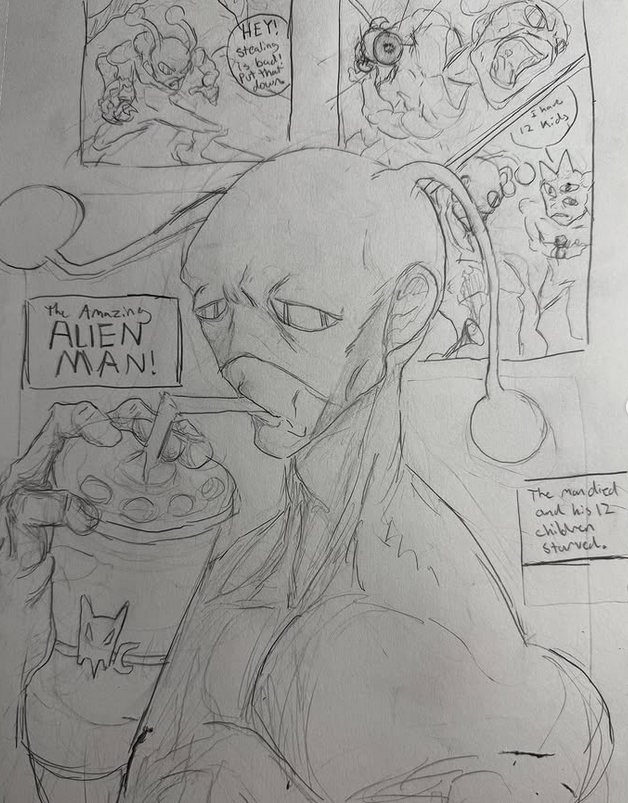 HEY!
stealing
is bad!
Put that
down
I have
12 kids!
The Amazing
ALIEN
MAN!
The man died
and his 12
children
starved.